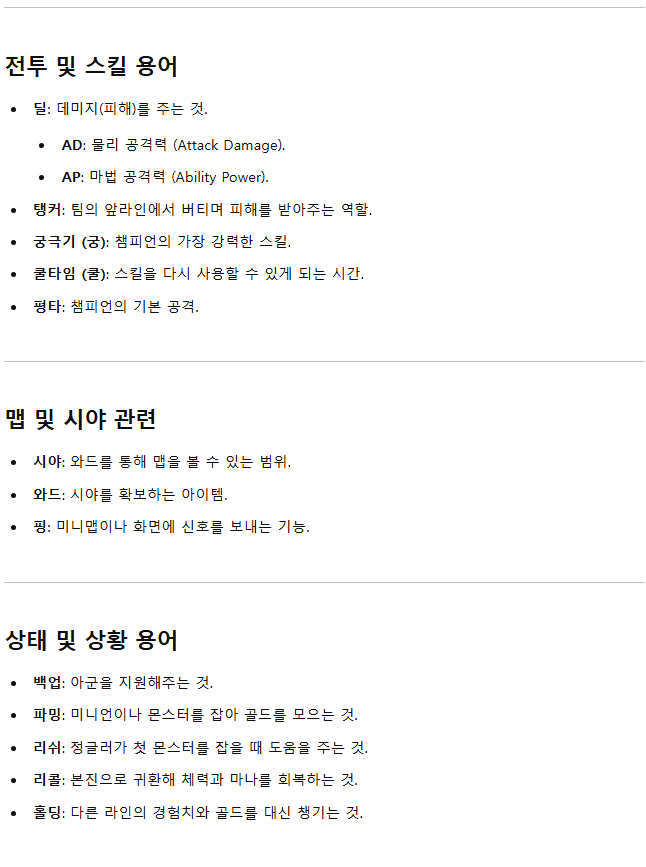 전투 및 스킬 용어
딜: 데미지(피해)를 주는 것.
AD: 물리 공격력 (Attack Damage).
AP: 마법 공격력 (Ability Power).
탱커: 팀의 앞라인에서 버티며 피해를 받아주는 역할.
궁극기 (궁): 챔피언의 가장 강력한 스킬.
쿨타임 (쿨): 스킬을 다시 사용할 수 있게 되는 시간.
평타: 챔피언의 기본 공격.
맵 및 시야 관련
시야: 와드를 통해 맵을 볼 수 있는 범위.
와드: 시야를 확보하는 아이템.
핑: 미니맵이나 화면에 신호를 보내는 기능.
상태 및 상황 용어
백업: 아군을 지원해주는 것.
파밍: 미니언이나 몬스터를 잡아 골드를 모으는 것.
리쉬: 정글러가 첫 몬스터를 잡을 때 도움을 주는 것.
리콜: 본진으로 귀환해 체력과 마나를 회복하는 것.
홀딩: 다른 라인의 경험치와 골드를 대신 챙기는 것.